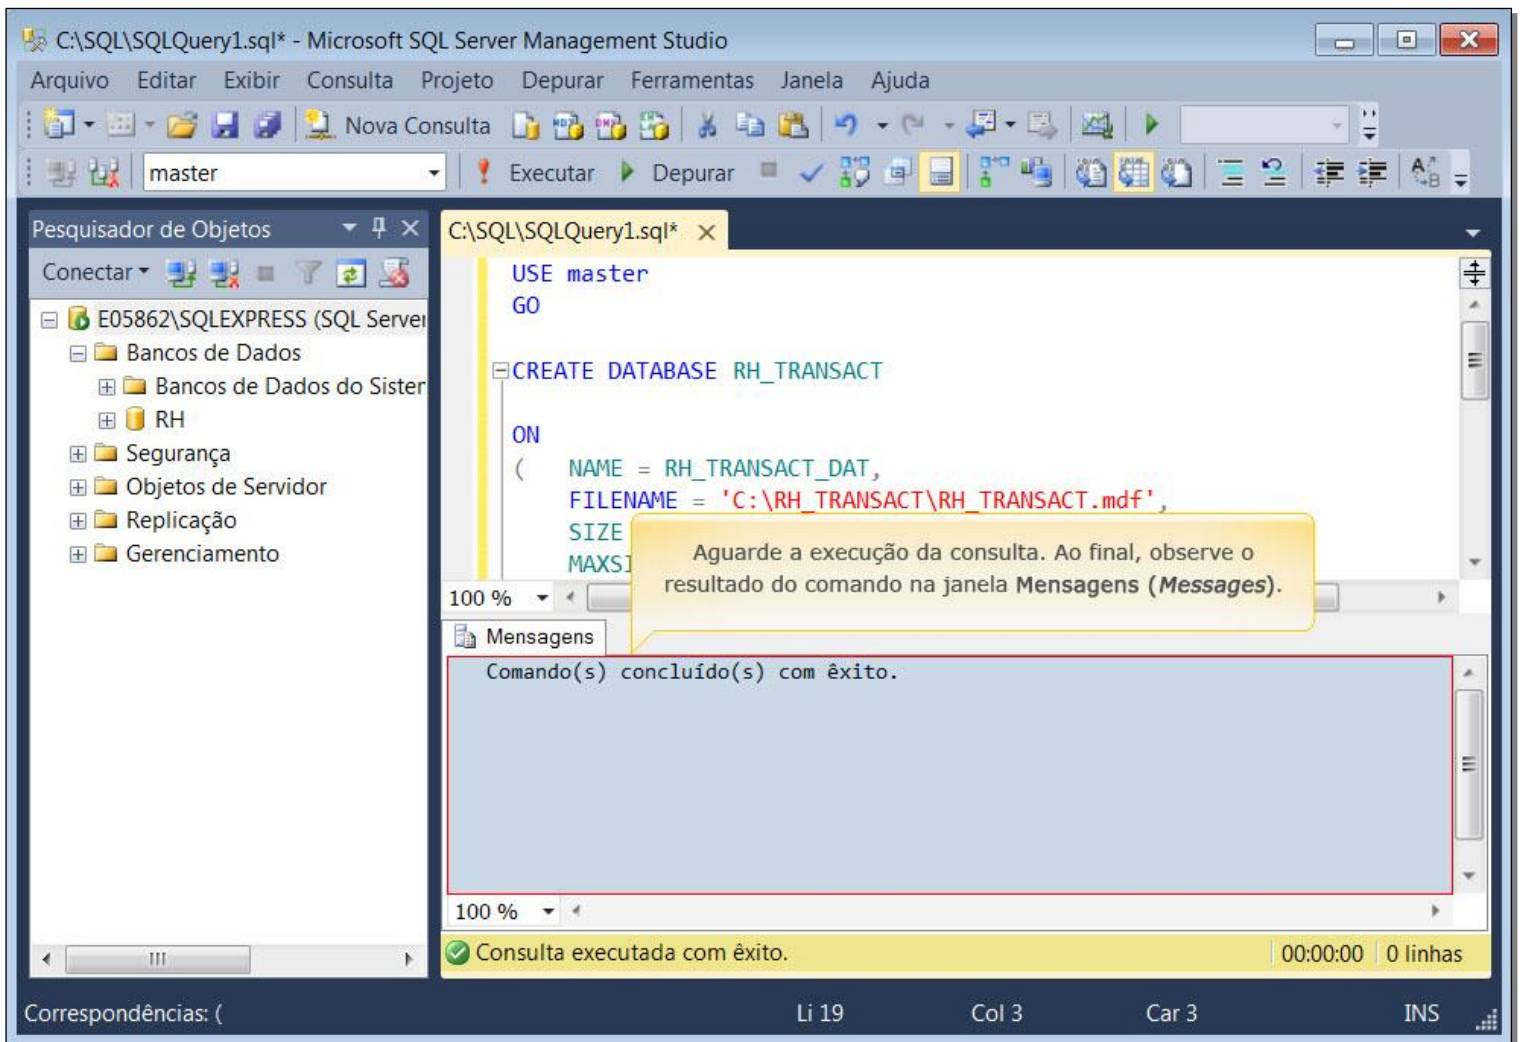 C:\SQL\SQLQuery1.sql* - Microsoft SQL Server Management Studio
Arquivo Editar Exibir Consulta Projeto Depurar Ferramentas Janela Ajuda
Nova Consulta
master Executar Depurar
Pesquisador de Objetos
Conectar
E05862\SQLEXPRESS (SQL Server
Bancos de Dados
Bancos de Dados do Sister
RH
Segurança
Objetos de Servidor
Replicação
Gerenciamento
C:\SQL\SQLQuery1.sql*
USE master
GO
CREATE DATABASE RH_TRANSACT
ON
( NAME = RH_TRANSACT_DAT,
FILENAME = 'C:\RH_TRANSACT\RH_TRANSACT.mdf',
SIZE
MAXSI
Aguarde a execução da consulta. Ao final, observe o
resultado do comando na janela Mensagens (Messages).
100 %
Mensagens
Comando(s) concluído(s) com êxito.
100 %
Consulta executada com êxito. 00:00:00 0 linhas
Correspondências: ( Li 19 Col 3 Car 3 INS